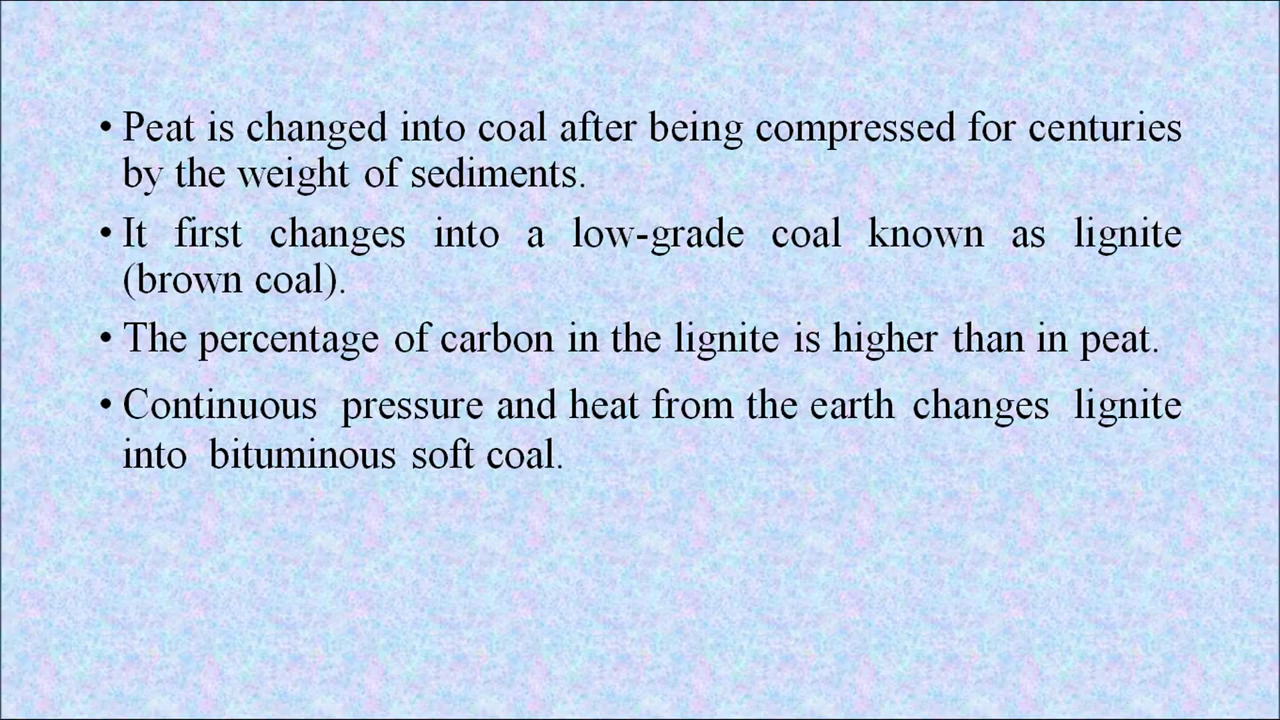 • Peat is changed into coal after being compressed for centuries
by the weight of sediments.
• It first changes into a low-grade coal known as lignite
(brown coal).
• The percentage of carbon in the lignite is higher than in peat.
• Continuous pressure and heat from the earth changes lignite
into bituminous soft coal.